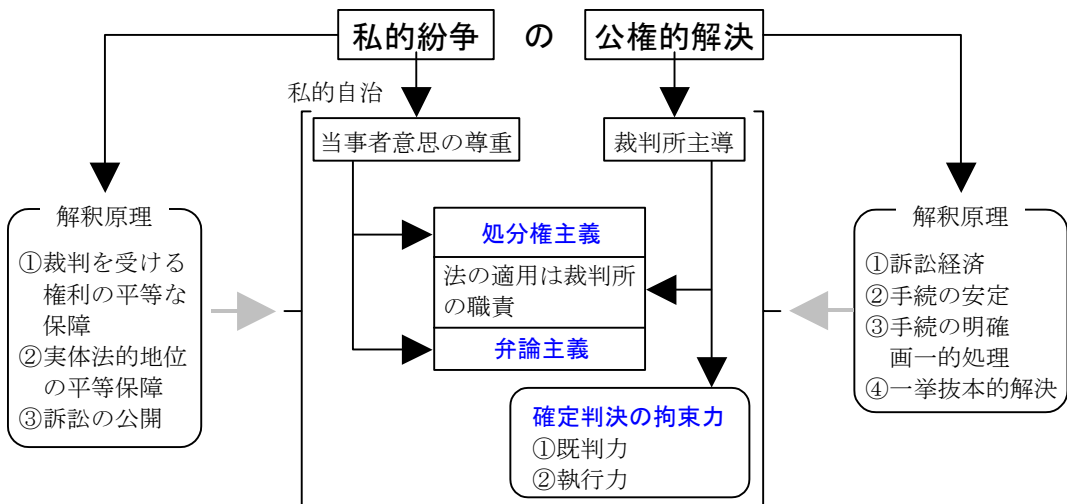 私的紛争 の 公権的解決
私的自治
当事者意思の尊重
裁判所主導
解釈原理
①裁判を受ける
権利の平等な
保障
②実体法的地位
の平等保障
③訴訟の公開
処分権主義
法の適用は裁判所
の職責
弁論主義
確定判決の拘束力
①既判力
②執行力
解釈原理
①訴訟経済
②手続の安定
③手続の明確
画一的処理
④一挙抜本的解決